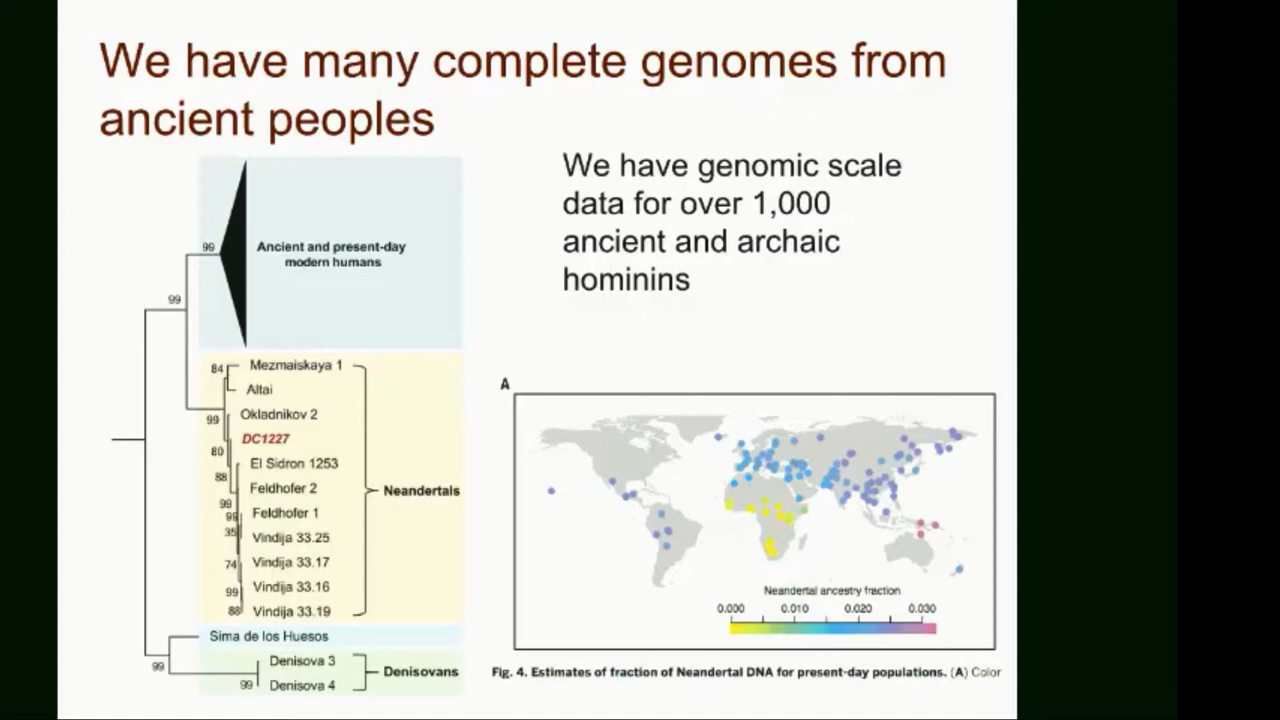 We have many complete genomes from
ancient peoples
We have genomic scale
data for over 1,000
ancient and archaic
hominins
99
Ancient and present-day
modern humans
99
84
Mezmaiskaya 1
Altai
99
Okladnikov 2
DC1227
80
El Sidron 1253
88
Feldhofer 2
99
Feldhofer 1
99
35
Vindija 33.25
74
Vindija 33.17
99
Vindija 33.16
88
Vindija 33.19
Neandertals
Sima de los Huesos
99
Denisova 3
99
Denisova 4
Denisovans
A
Neandertal ancestry fraction
0.000 0.010 0.020 0.030
Fig. 4. Estimates of fraction of Neandertal DNA for present-day populations. (A) Color